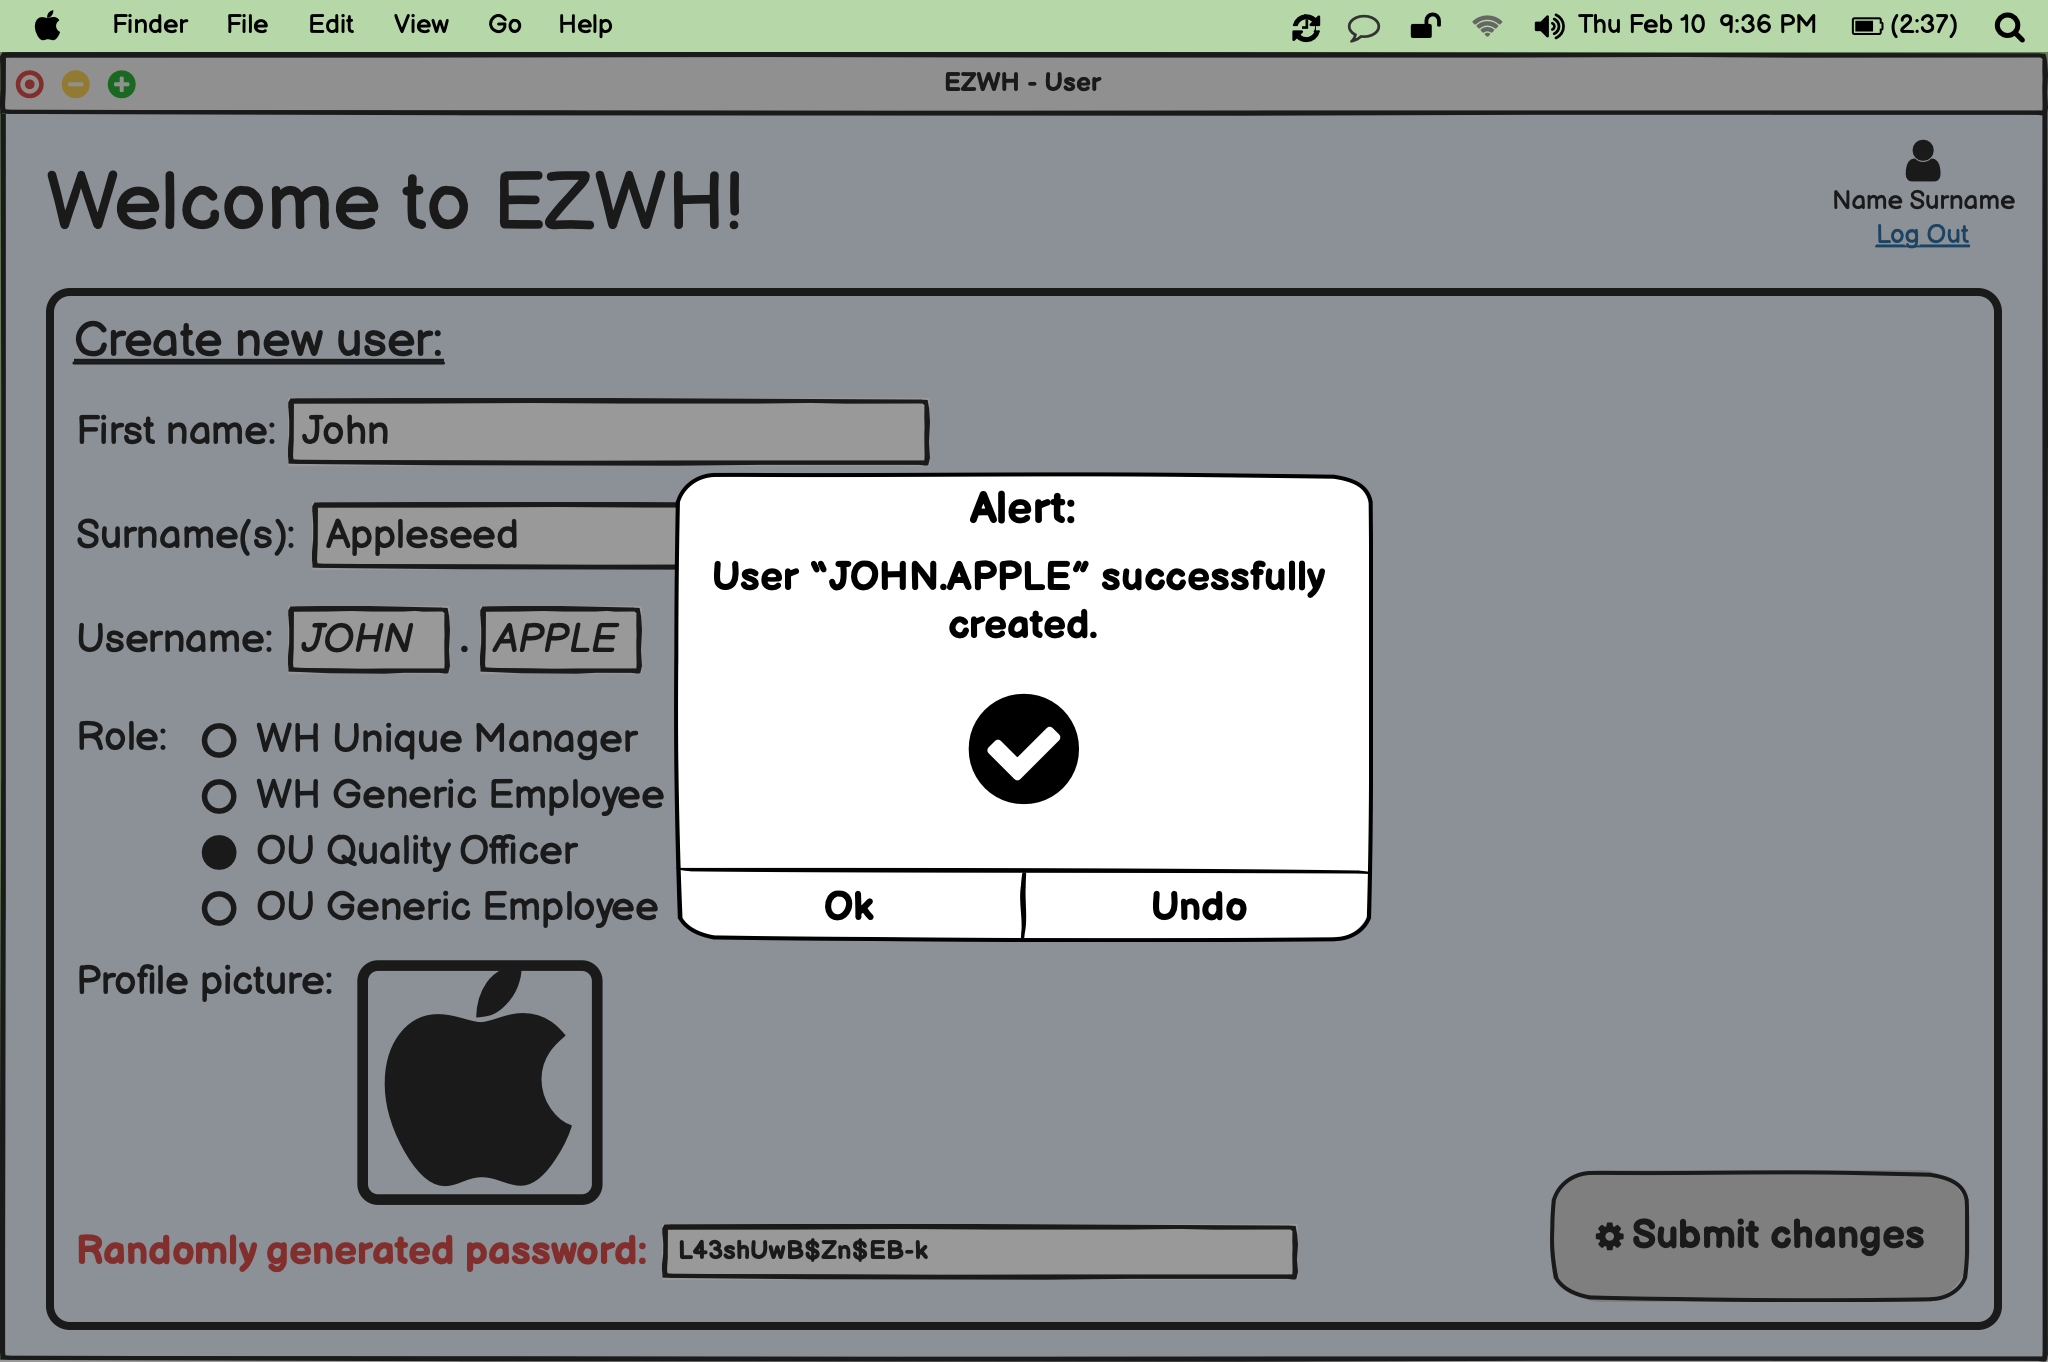 Finder File Edit View Go Help Thu Feb 10 9:36 PM (2:37)
EZWH - User
Welcome to EZWH!
Name Surname
Log Out
Create new user:
First name: John
Surname(s): Appleseed
Username: JOHN . APPLE
Role: WH Unique Manager
WH Generic Employee
OU Quality Officer
OU Generic Employee
Profile picture:
Randomly generated password: L43shUwB$Zn$EB-k
Submit changes
Alert:
User “JOHN.APPLE” successfully
created.
Ok Undo